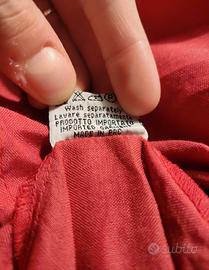 Wash separately
Lavare separatamente
PRODOTTO IMPORTATO
IMPORTED GARMENT
MADE IN PRC
subito